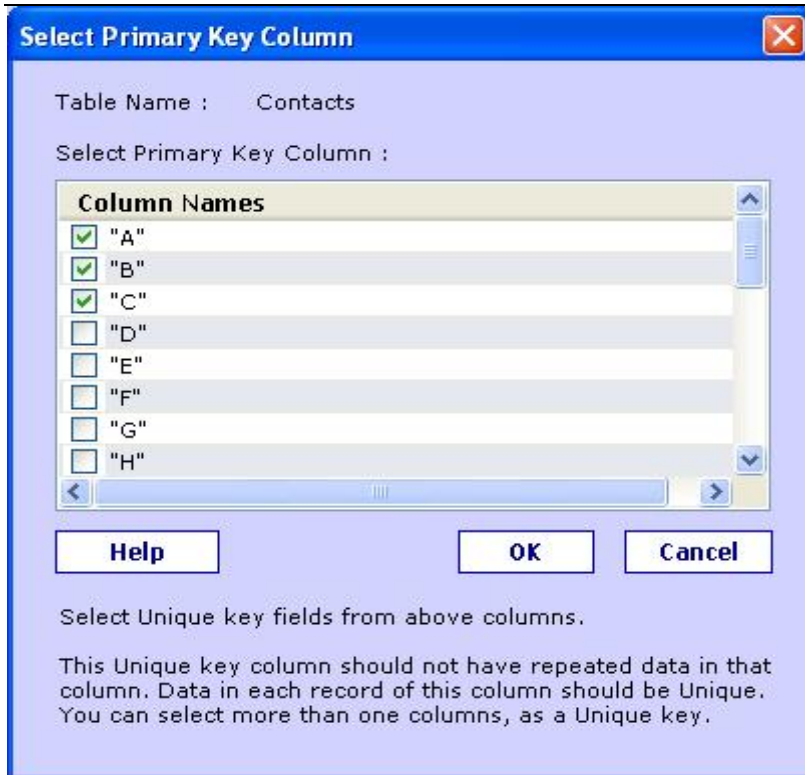 Select Primary Key Column
Table Name : Contacts
Select Primary Key Column :
Column Names
"A"
"B"
"C"
"D"
"E"
"F"
"G"
"H"
Help OK Cancel
Select Unique key fields from above columns.
This Unique key column should not have repeated data in that
column. Data in each record of this column should be Unique.
You can select more than one columns, as a Unique key.